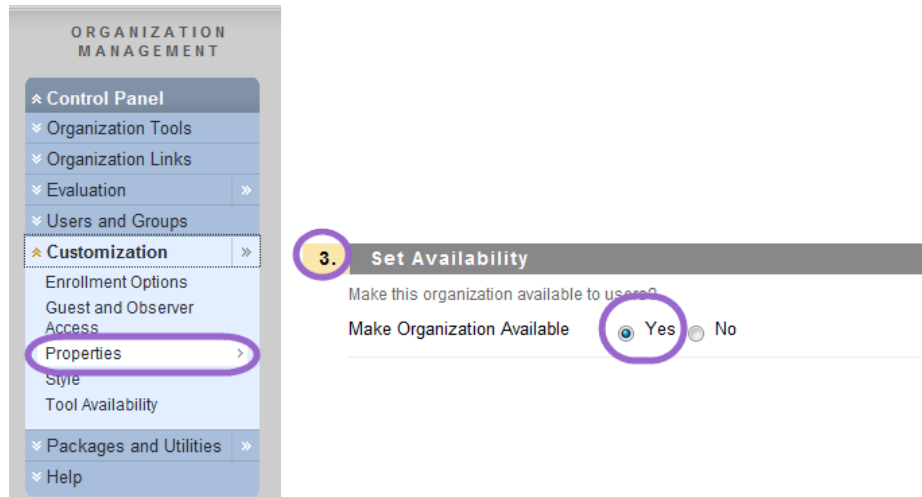 ORGANIZATION
MANAGEMENT
Control Panel
Organization Tools
Organization Links
Evaluation
Users and Groups
Customization
Enrollment Options
Guest and Observer
Access
Properties
Style
Tool Availability
Packages and Utilities
Help
3. Set Availability
Make this organization available to users?
Make Organization Available Yes No